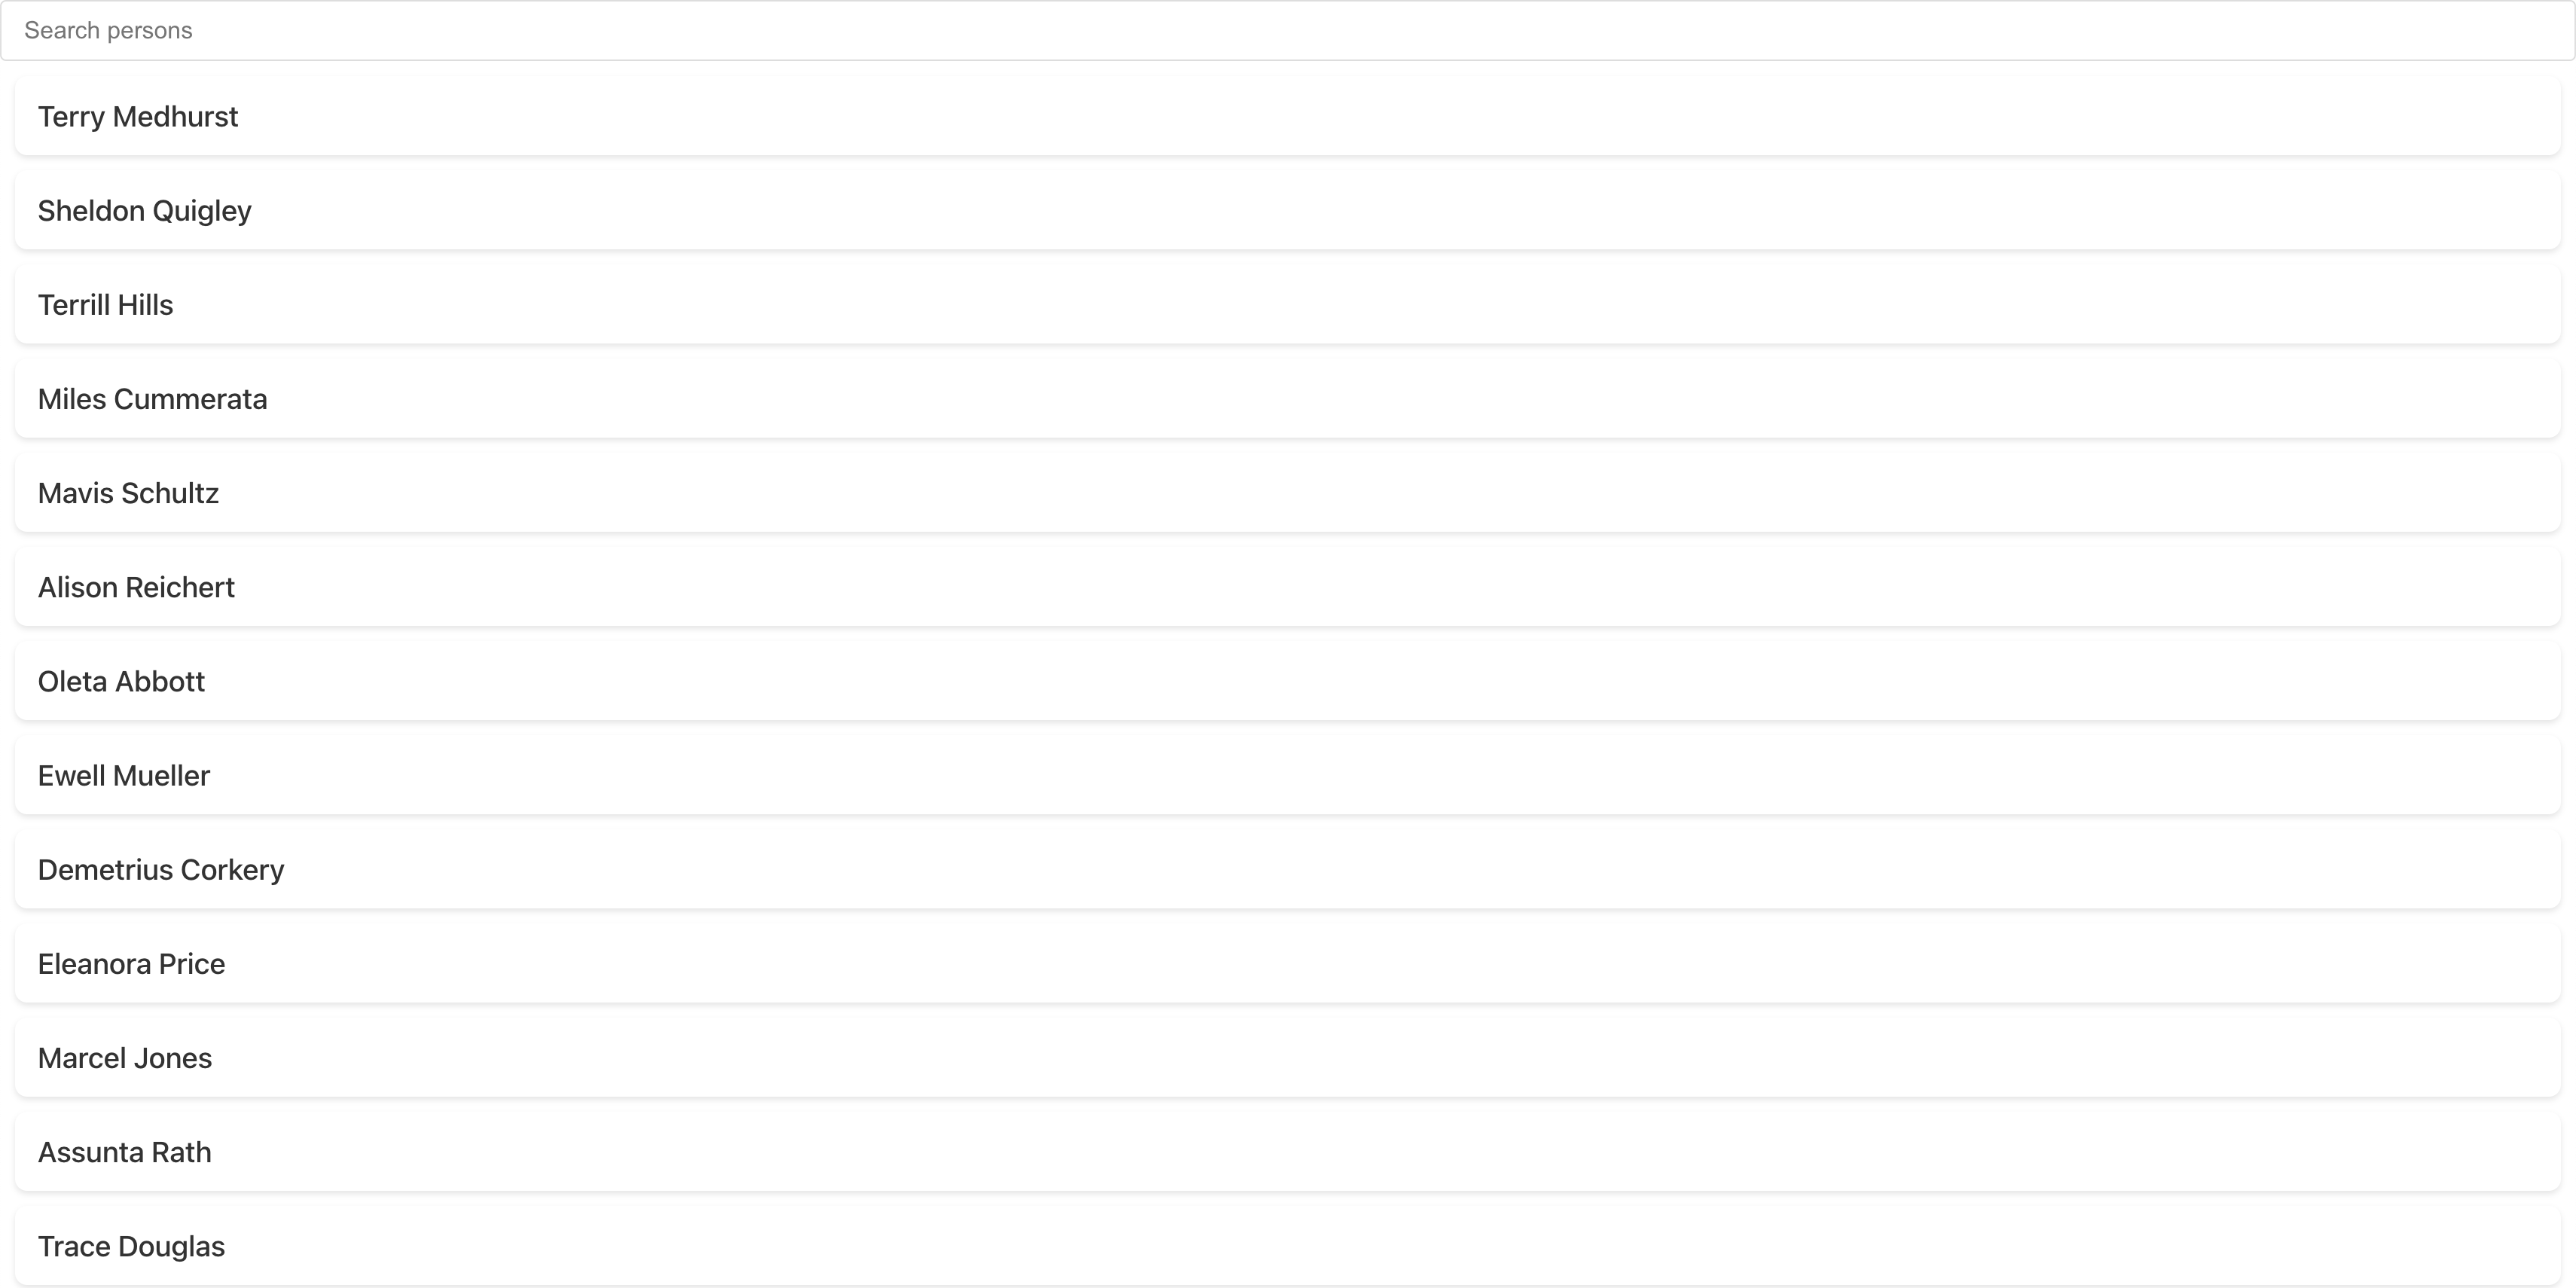 Search persons
Terry Medhurst
Sheldon Quigley
Terrill Hills
Miles Cummerata
Mavis Schultz
Alison Reichert
Oleta Abbott
Ewell Mueller
Demetrius Corkery
Eleanora Price
Marcel Jones
Assunta Rath
Trace Douglas